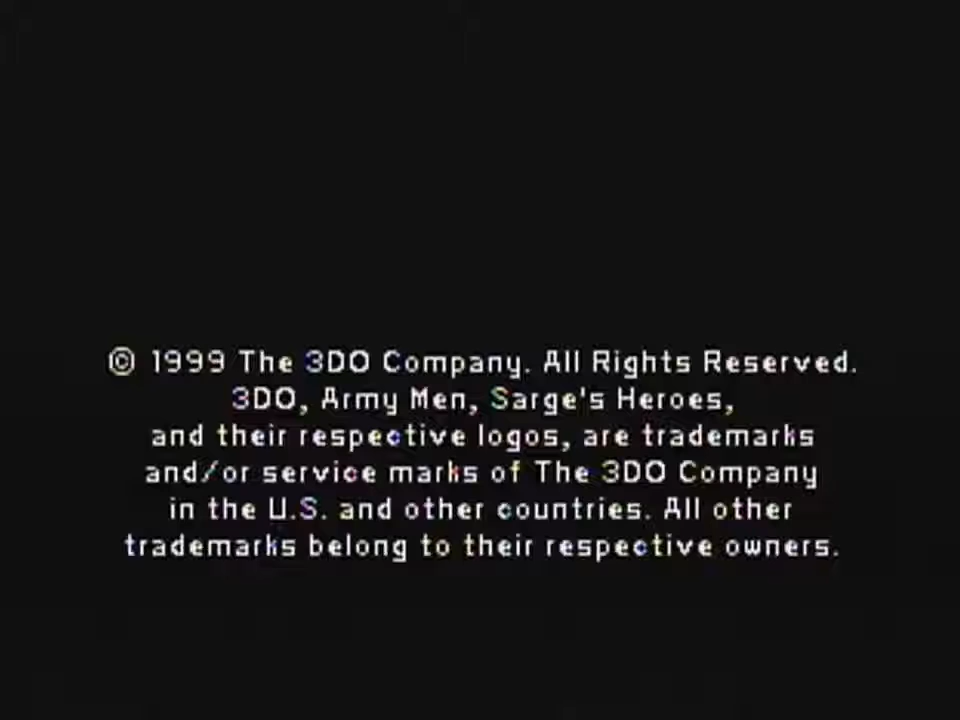 © 1999 The 3DO Company. All Rights Reserved.
3DO, Army Men, Sarge's Heroes,
and their respective logos, are trademarks
and/or service marks of The 3DO Company
in the U.S. and other countries. All other
trademarks belong to their respective owners.